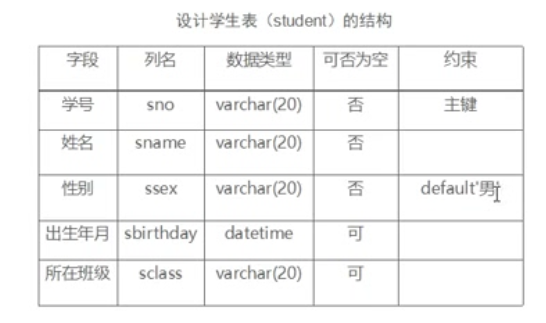 设计学生表（student）的结构
字段 列名 数据类型 可否为空 约束
学号 sno varchar(20) 否 主键
姓名 sname varchar(20) 否
性别 ssex varchar(20) 否 default'男'
出生年月 sbirthday datetime 可
所在班级 sclass varchar(20) 可